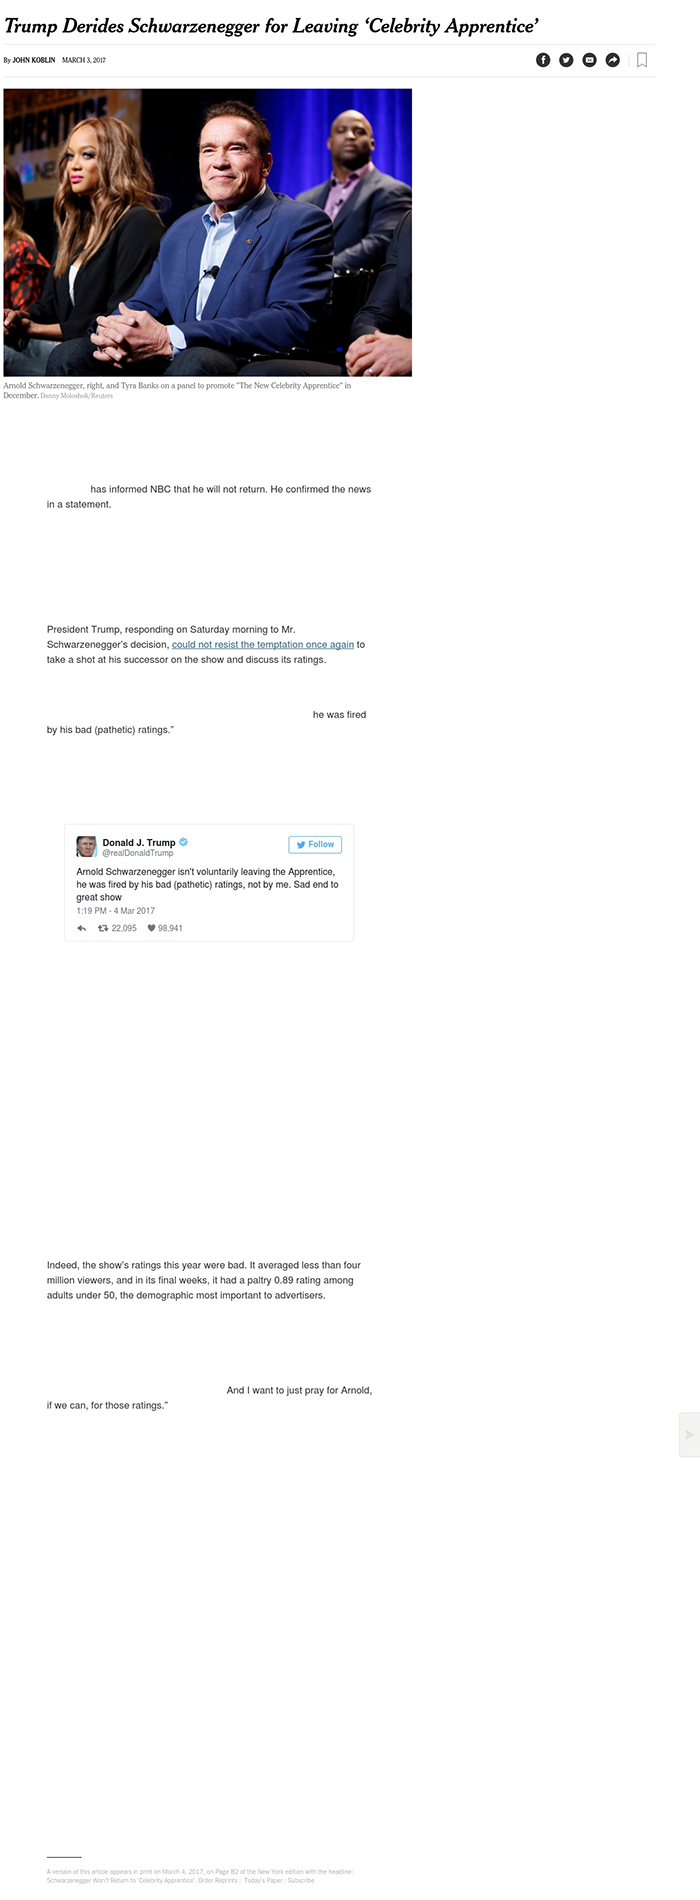 Trump Derides Schwarzenegger for Leaving ‘Celebrity Apprentice’
By JOHN KOBLIN MARCH 3, 2017
Arnold Schwarzenegger, right, and Tyra Banks on a panel to promote “The New Celebrity Apprentice” in
December. Danny Moloshok/Reuters
has informed NBC that he will not return. He confirmed the news
in a statement.
President Trump, responding on Saturday morning to Mr.
Schwarzenegger’s decision, could not resist the temptation once again to
take a shot at his successor on the show and discuss its ratings.
he was fired
by his bad (pathetic) ratings.”
Donald J. Trump
@realDonaldTrump
Follow
Arnold Schwarzenegger isn't voluntarily leaving the Apprentice,
he was fired by his bad (pathetic) ratings, not by me. Sad end to
great show
1:19 PM - 4 Mar 2017
22,095 98,941
Indeed, the show’s ratings this year were bad. It averaged less than four
million viewers, and in its final weeks, it had a paltry 0.89 rating among
adults under 50, the demographic most important to advertisers.
And I want to just pray for Arnold,
if we can, for those ratings.”
A version of this article appears in print on March 4, 2017, on Page B2 of the New York edition with the headline:
Schwarzenegger Won't Return to 'Celebrity Apprentice'. Order Reprints | Today's Paper | Subscribe